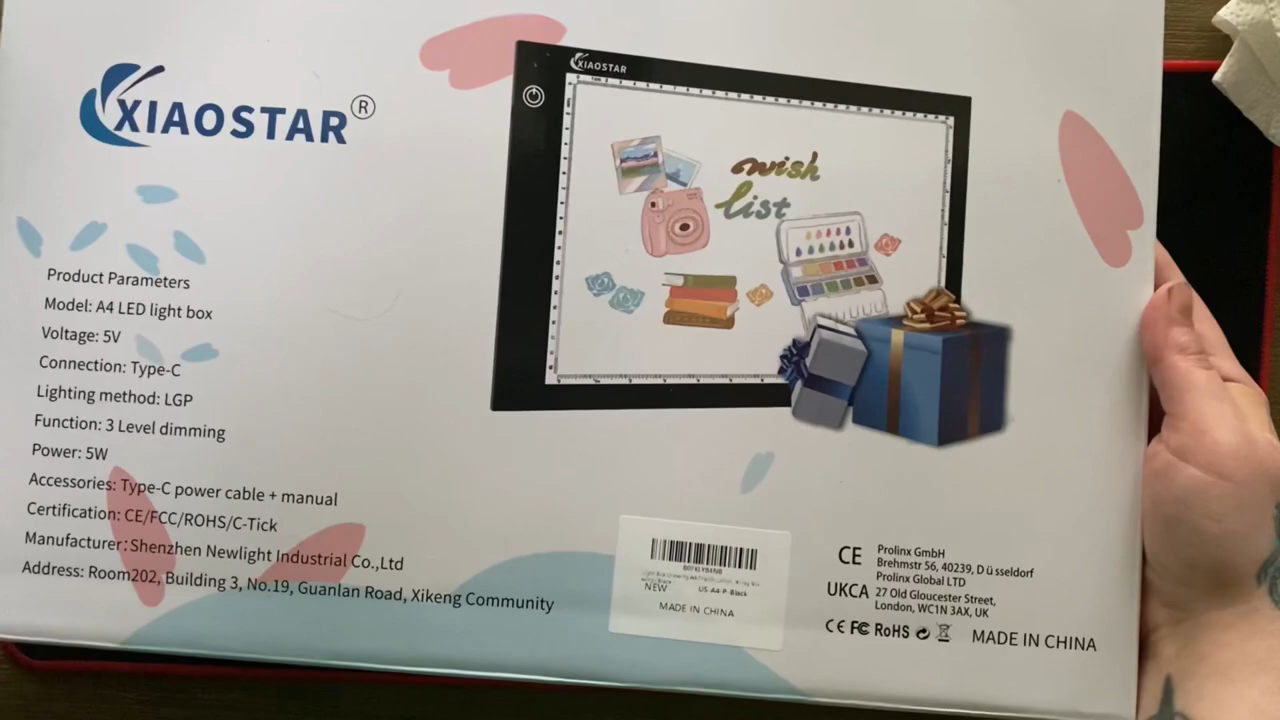 XIAOSTAR®
Product Parameters
Model: A4 LED light box
Voltage: 5V
Connection: Type-C
Lighting method: LGP
Function: 3 Level dimming
Power: 5W
Accessories: Type-C power cable + manual
Certification: CE/FCC/ROHS/C-Tick
Manufacturer:Shenzhen Newlight Industrial Co.,Ltd
Address: Room202, Building 3, No.19, Guanlan Road, Xikeng Community
XIAOSTAR
wish
list
NEW
US-A4-P-Black
MADE IN CHINA
CE
Prolinx GmbH
Brehmstr 56, 40239, Düsseldorf
UKCA
Prolinx Global LTD
27 Old Gloucester Street,
London, WC1N 3AX, UK
CE FC RoHS
MADE IN CHINA